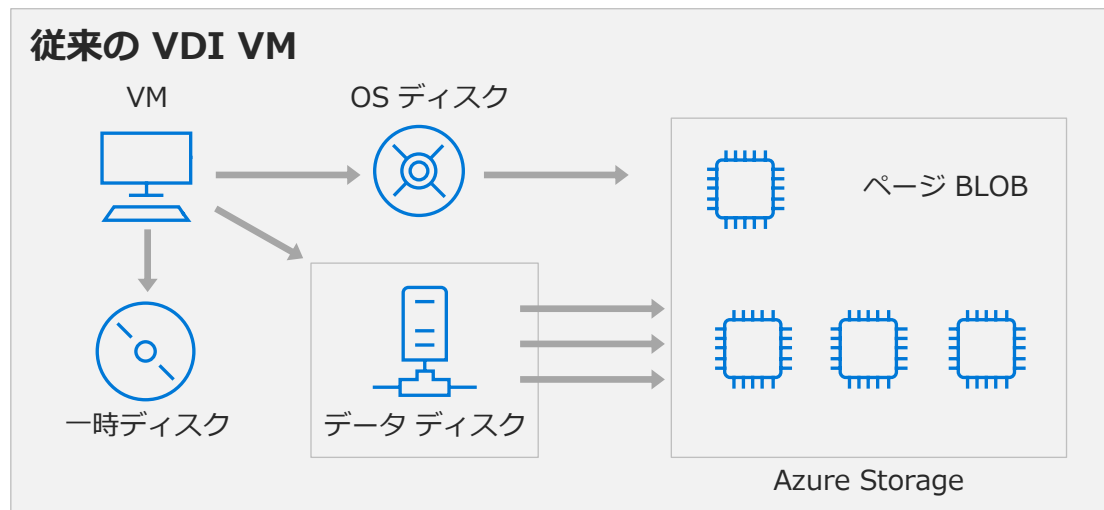 従来の VDI VM
VM
OS ディスク
ページ BLOB
一時ディスク
データ ディスク
Azure Storage